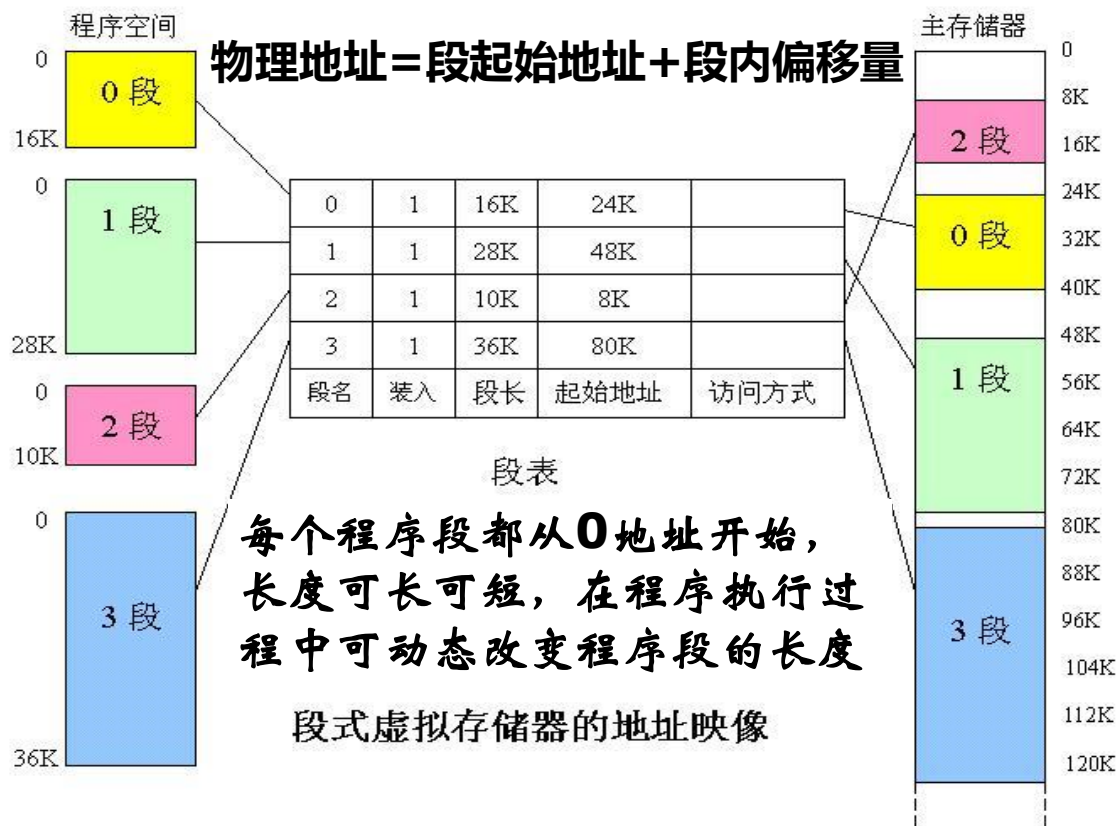 程序空间
主存储器
物理地址=段起始地址+段内偏移量
0
0 段
16K
0
1 段
28K
0
2 段
10K
0
3 段
36K
0 1 16K 24K
1 1 28K 48K
2 1 10K 8K
3 1 36K 80K
段名 装入 段长 起始地址 访问方式
段表
每个程序段都从0地址开始，
长度可长可短，在程序执行过
程中可动态改变程序段的长度
段式虚拟存储器的地址映像
2 段
0 段
1 段
3 段
0
8K
16K
24K
32K
40K
48K
56K
64K
72K
80K
88K
96K
104K
112K
120K